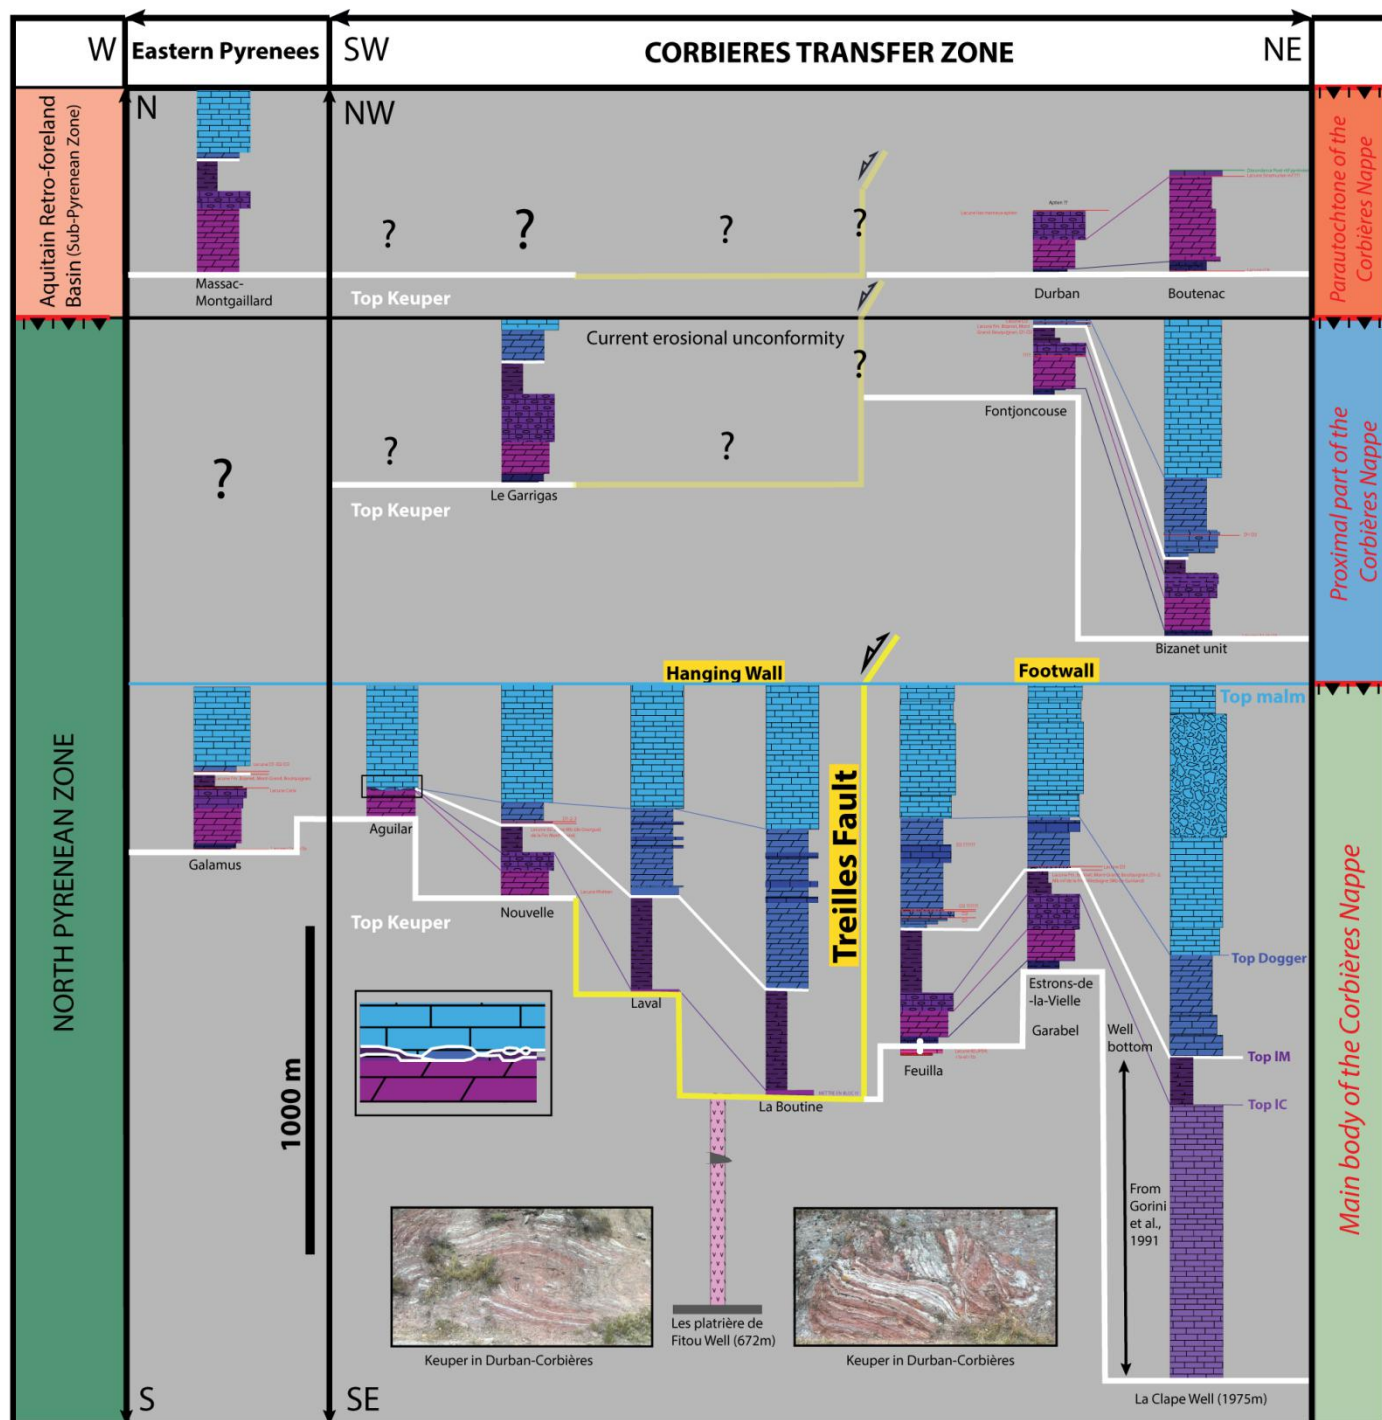 W
Eastern Pyrenees
SW
CORBIERES TRANSFER ZONE
NE
Aquitain Retro-foreland
Basin (Sub-Pyrenean Zone)
N
NW
Parautochtone of the
Corbières Nappe
?
?
?
?
Massac-
Montgaillard
Top Keuper
Durban
Boutenac
NORTH PYRENEAN ZONE
Current erosional unconformity
?
?
?
?
Le Garrigas
Top Keuper
Fontjoncouse
Bizanet unit
Proximal part of the
Corbières Nappe
Hanging Wall
Footwall
Top malm
Treilles Fault
Galamus
Aguilar
Nouvelle
Top Keuper
Laval
La Boutine
Feuilla
Estrons-de
-la-Vielle
Garabel
Well
bottom
Top Dogger
Top IM
Top IC
1000 m
From
Gorini
et al.,
1991
Main body of the Corbières Nappe
Les platrière de
Fitou Well (672m)
Keuper in Durban-Corbières
Keuper in Durban-Corbières
La Clape Well (1975m)
S
SE